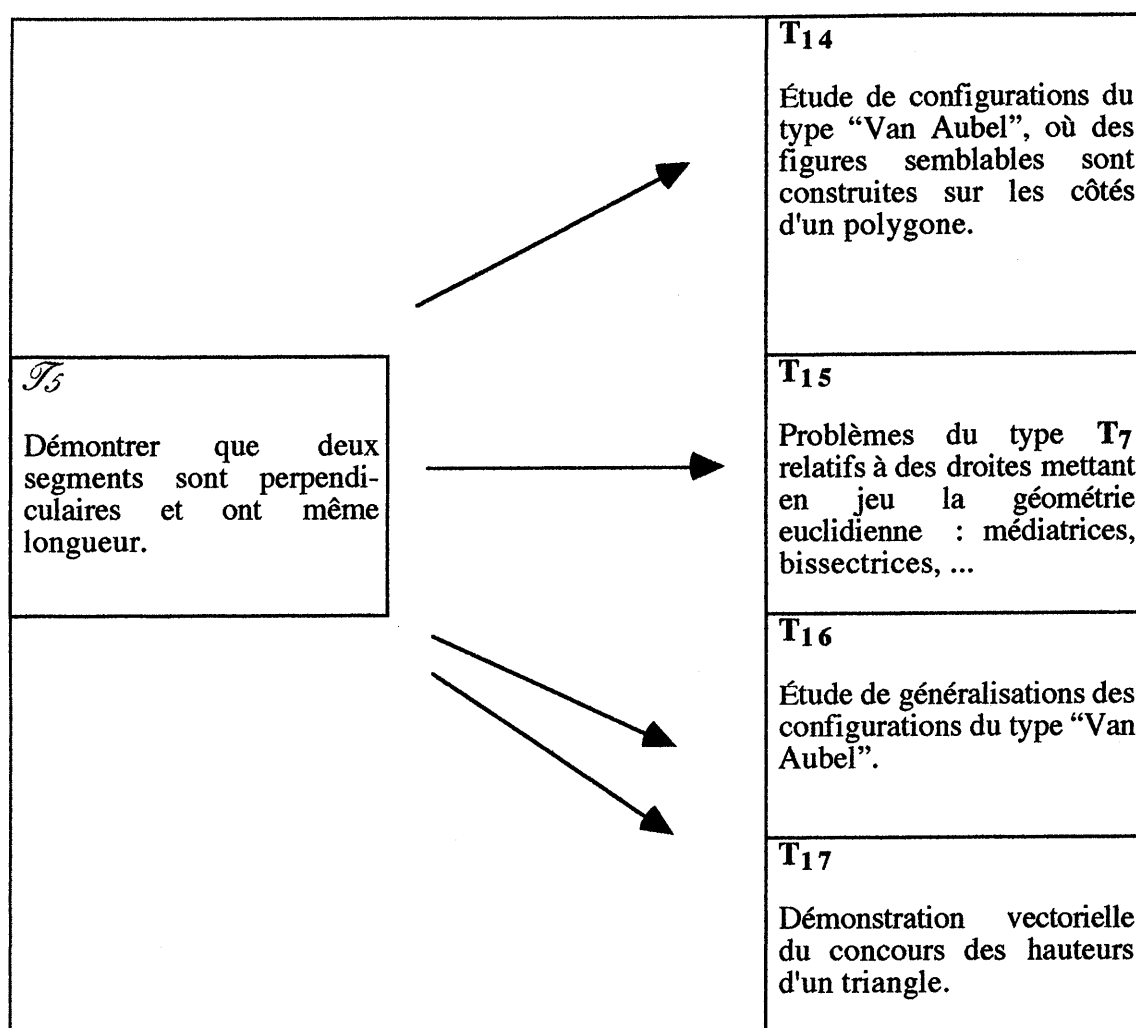 T14
Étude de configurations du
type “Van Aubel”, où des
figures semblables sont
construites sur les côtés
d'un polygone.
𝒯5
Démontrer que deux
segments sont perpendi-
culaires et ont même
longueur.
T15
Problèmes du type T7
relatifs à des droites mettant
en jeu la géométrie
euclidienne : médiatrices,
bissectrices, ...
T16
Étude de généralisations des
configurations du type “Van
Aubel”.
T17
Démonstration vectorielle
du concours des hauteurs
d'un triangle.